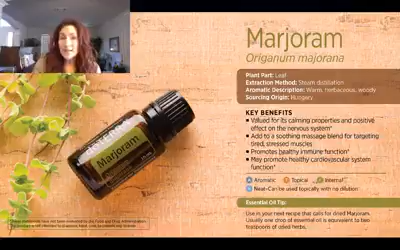 Marjoram
Origanum majorana
Plant Part: Leaf
Extraction Method: Steam distillation
Aromatic Description: Warm, herbaceous, woody
Sourcing Origin: Hungary
KEY BENEFITS
Valued for its calming properties and positive
effect on the nervous system*
Add to a soothing massage blend for targeting
tired, stressed muscles
Promotes healthy immune function*
May promote healthy cardiovascular system
function*
A Aromatic T Topical I Internal
N Neat-Can be used topically with no dilution
Essential Oil Tip:
Use in your next recipe that calls for dried Marjoram.
Usually one drop of essential oil is equivalent to two
teaspoons of dried herbs.
Marjoram